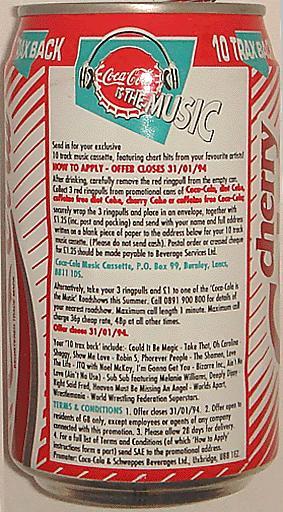 TRAX BACK
10 TRAX BACK
Coca-Cola
IS THE MUSIC
cherry
Send in for your exclusive
10 track music cassette, featuring chart hits from your favourite artists!
HOW TO APPLY - OFFER CLOSES 31/01/94
After drinking, carefully remove the red ringpull from the empty can.
Collect 3 red ringpulls from promotional cans of Coca-Cola, diet Coke,
caffeine free diet Coke, cherry Coke or caffeine free Coca-Cola;
securely wrap the 3 ringpulls and place in an envelope, together with
£1.25 (inc. post and packing) and send with your name and full address
written on a blank piece of paper to the address below for your 10 track
music cassette. (Please do not send cash). Postal order or crossed cheque
for £1.25 should be made payable to Beverage Services Ltd.
Coca-Cola Music Cassette, P.O. Box 99, Burnley, Lancs,
BB11 1DS.
Alternatively, take your 3 ringpulls and £1 to one of the 'Coca-Cola is
the Music' Roadshows this Summer. Call 0891 900 800 for details of
your nearest roadshow. Maximum call length 1 minute. Maximum call
charge 36p cheap rate, 48p at all other times.
Offer closes 31/01/94.
Your '10 trax back' include:- Could It Be Magic - Take That, Oh Carolina
Shaggy, Show Me Love - Robin S, Phorever People - The Shamen, Love
The Life - JTQ with Noel McKoy, I'm Gonna Get You - Bizarre Inc, Ain't No
Love (Ain't No Use) - Sub Sub featuring Melanie Williams, Deeply Dippy
Right Said Fred, Heaven Must Be Missing An Angel - Worlds Apart,
Wrestlemania - World Wrestling Federation Superstars.
TERMS & CONDITIONS 1. Offer closes 31/01/94. 2. Offer open to
residents of GB only, except employees or agents of any company
connected with this promotion. 3. Please allow 28 days for delivery.
4. For a full list of Terms and Conditions (of which 'How to Apply'
instructions form a part) send SAE to the promotional address.
Promoter: Coca-Cola & Schweppes Beverages Ltd., Uxbridge, UB8 1EZ.